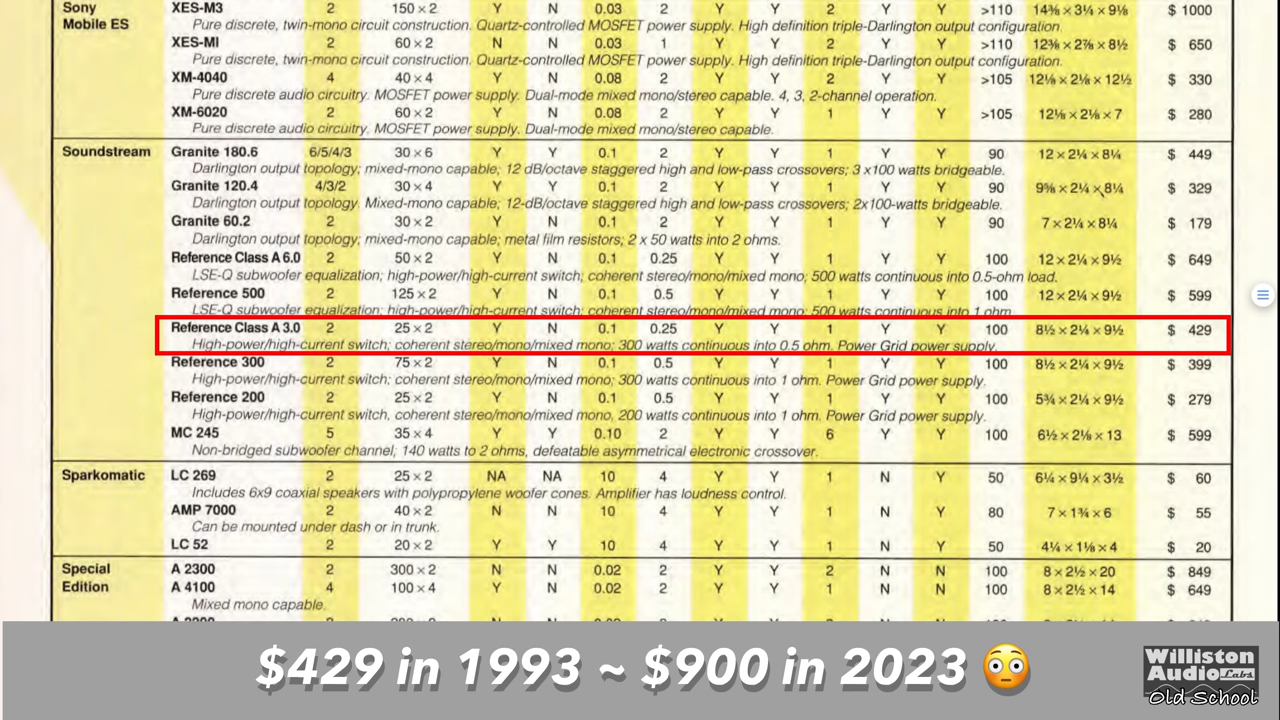 Sony XES-M3 2 150 × 2 Y N 0.03 2 Y Y 2 Y Y >110 14⅜ × 3¼ × 9⅛ $ 1000
Mobile ES Pure discrete, twin-mono circuit construction. Quartz-controlled MOSFET power supply. High definition triple-Darlington output configuration.
XES-MI 2 60 × 2 N N 0.03 1 Y Y 2 Y Y >110 12⅜ × 2⅞ × 8½ $ 650
Pure discrete, twin-mono circuit construction. Quartz-controlled MOSFET power supply. High definition triple-Darlington output configuration.
XM-4040 4 40 × 4 Y N 0.08 2 Y Y 2 Y Y >105 12⅛ × 2⅛ × 12½ $ 330
Pure discrete audio circuitry. MOSFET power supply. Dual-mode mixed mono/stereo capable. 4, 3, 2-channel operation.
XM-6020 2 60 × 2 Y N 0.08 2 Y Y 1 Y Y >105 12⅛ × 2⅛ × 7 $ 280
Pure discrete audio circuitry. MOSFET power supply. Dual-mode mixed mono/stereo capable.
Soundstream Granite 180.6 6/5/4/3 30 × 6 Y Y 0.1 2 Y Y 1 Y Y 90 12 × 2¼ × 8¼ $ 449
Darlington output topology; mixed-mono capable; 12 dB/octave staggered high and low-pass crossovers; 3 x100 watts bridgeable.
Granite 120.4 4/3/2 30 × 4 Y Y 0.1 2 Y Y 1 Y Y 90 9⅝ × 2¼ × 8¼ $ 329
Darlington output topology. Mixed-mono capable; 12-dB/octave staggered high and low-pass crossovers; 2x100-watts bridgeable.
Granite 60.2 2 30 × 2 Y N 0.1 2 Y Y 1 Y Y 90 7 × 2¼ × 8¼ $ 179
Darlington output topology; mixed-mono capable; metal film resistors; 2 x 50 watts into 2 ohms.
Reference Class A 6.0 2 50 × 2 Y N 0.1 0.25 Y Y 1 Y Y 100 12 × 2¼ × 9½ $ 649
LSE-Q subwoofer equalization; high-power/high-current switch; coherent stereo/mono/mixed mono; 500 watts continuous into 0.5-ohm load.
Reference 500 2 125 × 2 Y N 0.1 0.5 Y Y 1 Y Y 100 12 × 2¼ × 9½ $ 599
LSE-Q subwoofer equalization; high-power/high-current switch; coherent stereo/mono/mixed mono; 500 watts continuous into 1 ohm.
Reference Class A 3.0 2 25 × 2 Y N 0.1 0.25 Y Y 1 Y Y 100 8½ × 2¼ × 9½ $ 429
High-power/high-current switch; coherent stereo/mono/mixed mono; 300 watts continuous into 0.5 ohm. Power Grid power supply.
Reference 300 2 75 × 2 Y N 0.1 0.5 Y Y 1 Y Y 100 8½ × 2¼ × 9½ $ 399
High-power/high-current switch; coherent stereo/mono/mixed mono; 300 watts continuous into 1 ohm. Power Grid power supply.
Reference 200 2 25 × 2 Y N 0.1 0.5 Y Y 1 Y Y 100 5¾ × 2¼ × 9½ $ 279
High-power/high-current switch, coherent stereo/mono/mixed mono, 200 watts continuous into 1 ohm. Power Grid power supply.
MC 245 5 35 × 4 Y Y 0.10 2 Y Y 6 Y Y 100 6½ × 2⅛ × 13 $ 599
Non-bridged subwoofer channel; 140 watts to 2 ohms, defeatable asymmetrical electronic crossover.
Sparkomatic LC 269 2 25 × 2 NA NA 10 4 Y Y 1 N Y 50 6¼ × 9¼ × 3½ $ 60
Includes 6x9 coaxial speakers with polypropylene woofer cones. Amplifier has loudness control.
AMP 7000 2 40 × 2 N N 10 4 Y Y 1 N Y 80 7 × 1¾ × 6 $ 55
Can be mounted under dash or in trunk.
LC 52 2 20 × 2 Y Y 10 4 Y Y 1 N Y 50 4¼ × 1⅛ × 4 $ 20
Special A 2300 2 300 × 2 N N 0.02 2 Y Y 2 N N 100 8 × 2½ × 20 $ 849
Edition A 4100 4 100 × 4 Y N 0.02 2 Y Y 1 N N 100 8 × 2½ × 14 $ 649
Mixed mono capable.
$429 in 1993 ~ $900 in 2023 😳
Williston
Audio Labs
Old School